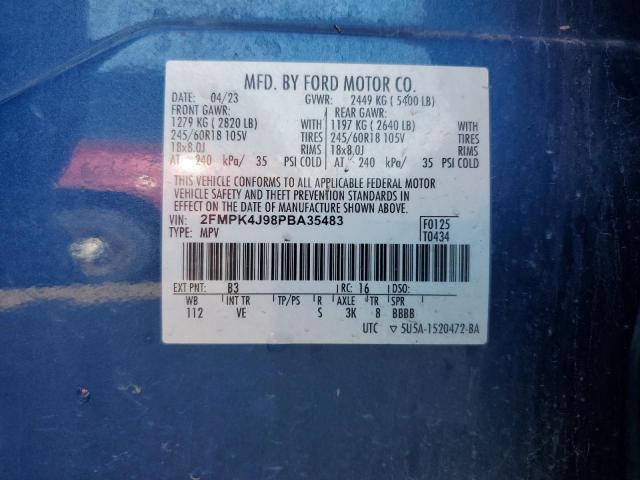 MFD. BY FORD MOTOR CO.
DATE: 04/23 GVWR: 2449 KG ( 5400 LB)
FRONT GAWR: REAR GAWR:
1279 KG ( 2820 LB) WITH 1197 KG ( 2640 LB) WITH
245/60R18 105V TIRES 245/60R18 105V TIRES
18x8.0J RIMS 18x8.0J RIMS
AT 240 kPa/ 35 PSI COLD AT 240 kPa/ 35 PSI COLD
THIS VEHICLE CONFORMS TO ALL APPLICABLE FEDERAL MOTOR
VEHICLE SAFETY AND THEFT PREVENTION STANDARDS IN
EFFECT ON THE DATE OF MANUFACTURE SHOWN ABOVE.
VIN: 2FMPK4J98PBA35483 F0125
TYPE: MPV T0434
EXT PNT: B3 RC: 16 DSO:
WB INT TR TP/PS R AXLE TR SPR
112 VE S 3K 8 BBBB
UTC ▽ 5U5A-1520472-BA